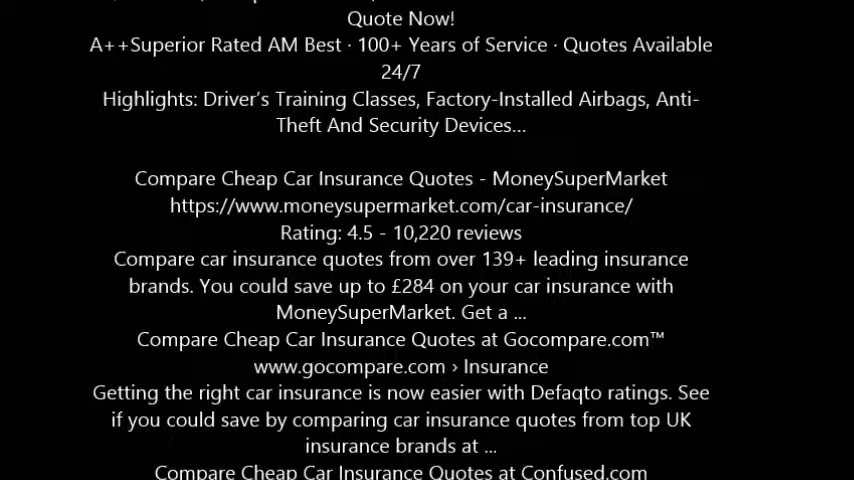 Quote Now!
A++Superior Rated AM Best · 100+ Years of Service · Quotes Available
24/7
Highlights: Driver’s Training Classes, Factory-Installed Airbags, Anti-
Theft And Security Devices…
Compare Cheap Car Insurance Quotes - MoneySuperMarket
https://www.moneysupermarket.com/car-insurance/
Rating: 4.5 - 10,220 reviews
Compare car insurance quotes from over 139+ leading insurance
brands. You could save up to £284 on your car insurance with
MoneySuperMarket. Get a ...
Compare Cheap Car Insurance Quotes at Gocompare.com™
www.gocompare.com › Insurance
Getting the right car insurance is now easier with Defaqto ratings. See
if you could save by comparing car insurance quotes from top UK
insurance brands at ...
Compare Cheap Car Insurance Quotes at Confused.com